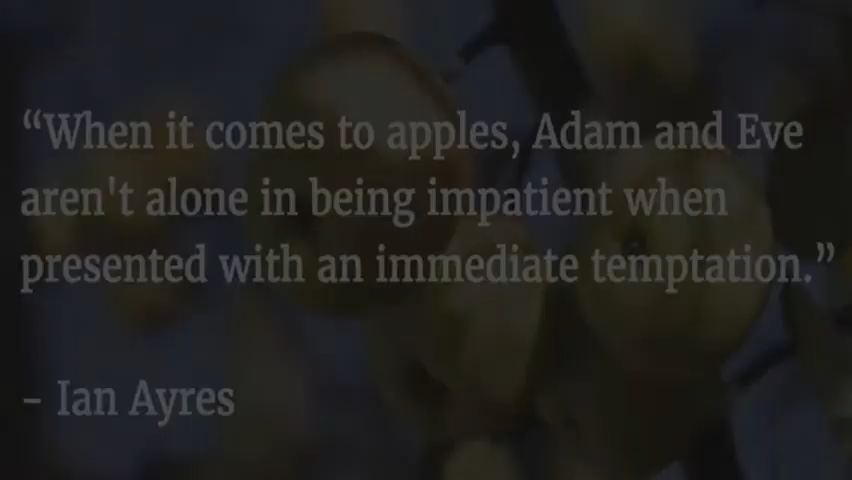 “When it comes to apples, Adam and Eve
aren't alone in being impatient when
presented with an immediate temptation.”
– Ian Ayres